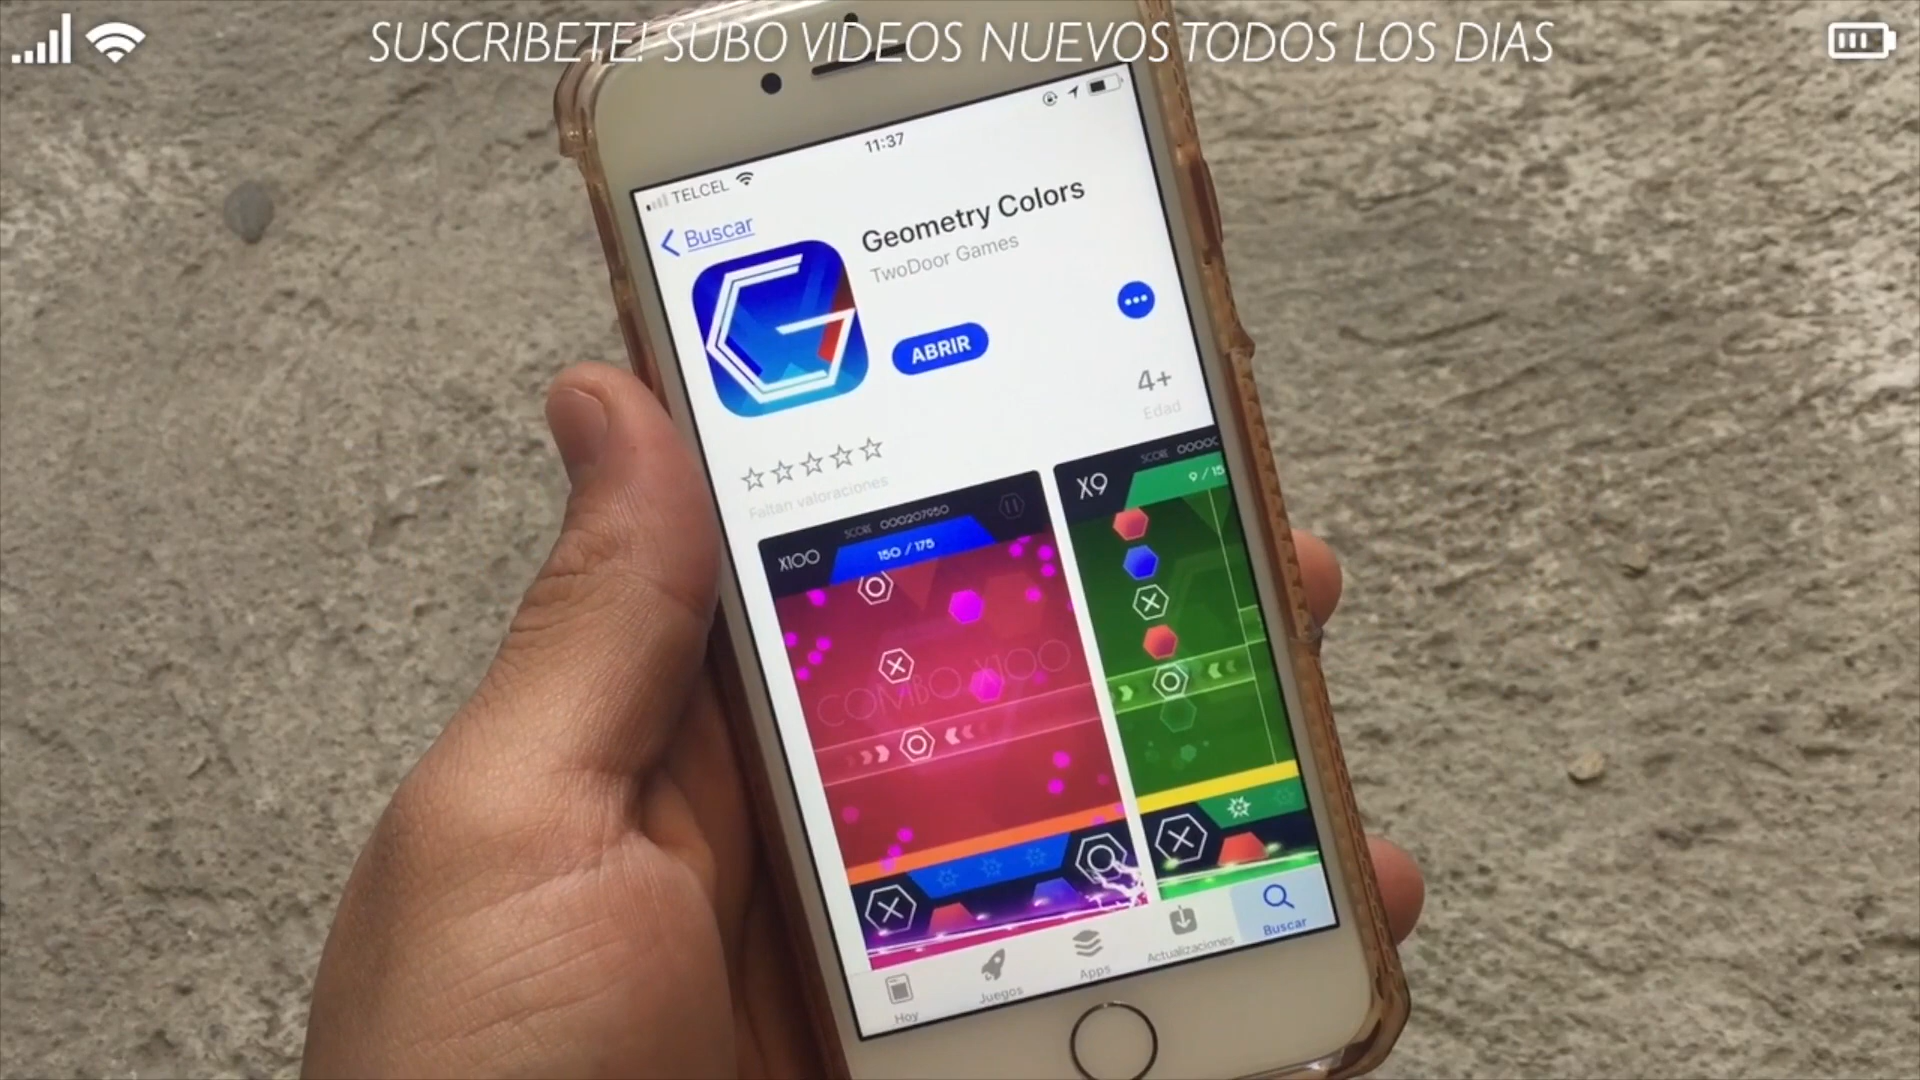 SUSCRIBETE! SUBO VIDEOS NUEVOS TODOS LOS DIAS
TELCEL
11:37
Buscar
Geometry Colors
TwoDoor Games
ABRIR
4+
Edad
Faltan valoraciones
X100
SCORE 000207950
150 / 175
COMBO X100
X9
SCORE 0000
9 / 15
Hoy
Juegos
Apps
Actualizaciones
Buscar